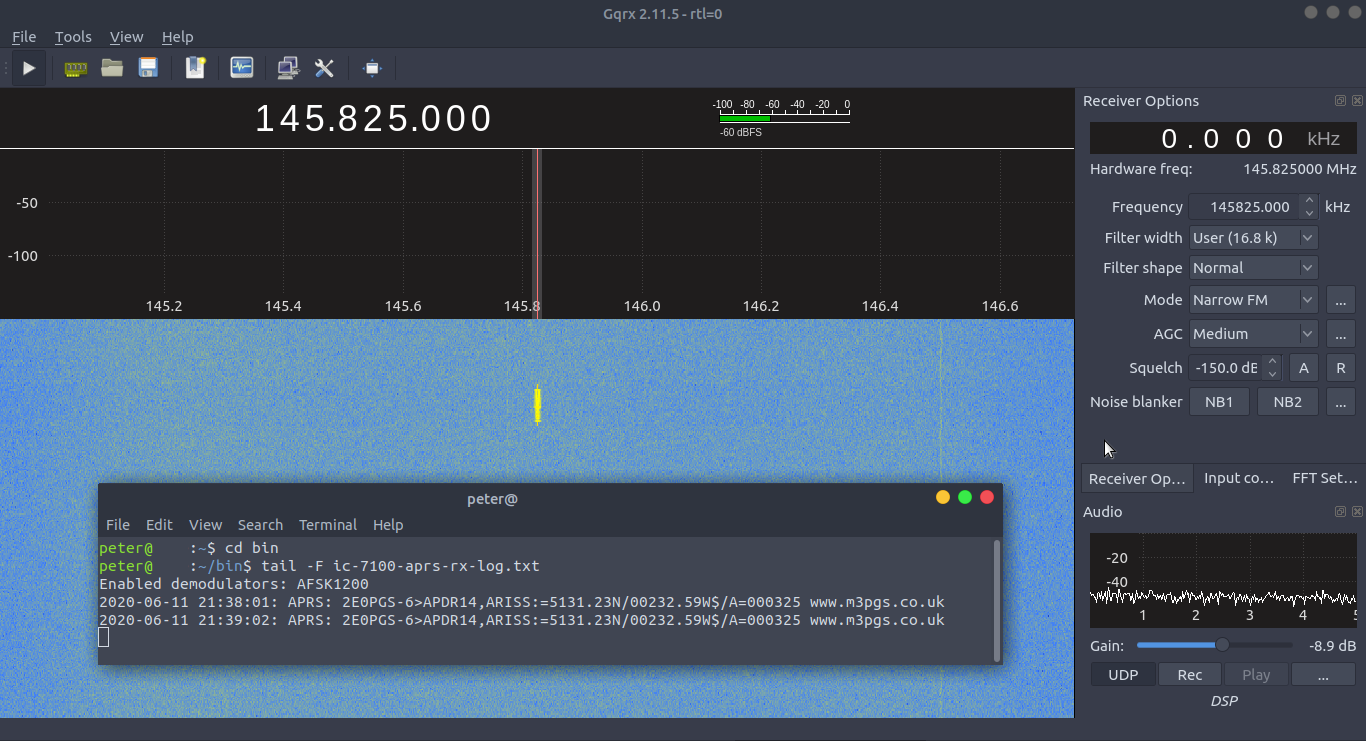 Gqrx 2.11.5 - rtl=0
File Tools View Help
145.825.000
-100 -80 -60 -40 -20 0
-60 dBFS
-50
-100
145.2 145.4 145.6 145.8 146.0 146.2 146.4 146.6
Receiver Options
0.000 kHz
Hardware freq: 145.825000 MHz
Frequency 145825.000 kHz
Filter width User (16.8 k)
Filter shape Normal
Mode Narrow FM ...
AGC Medium ...
Squelch -150.0 dE A R
Noise blanker NB1 NB2 ...
Receiver Op... Input co... FFT Set...
Audio
-20
-40
1 2 3 4 5
Gain: -8.9 dB
UDP Rec Play ...
DSP
peter@
File Edit View Search Terminal Help
peter@ :~$ cd bin
peter@ :~/bin$ tail -F ic-7100-aprs-rx-log.txt
Enabled demodulators: AFSK1200
2020-06-11 21:38:01: APRS: 2E0PGS-6>APDR14,ARISS:=5131.23N/00232.59W$/A=000325 www.m3pgs.co.uk
2020-06-11 21:39:02: APRS: 2E0PGS-6>APDR14,ARISS:=5131.23N/00232.59W$/A=000325 www.m3pgs.co.uk